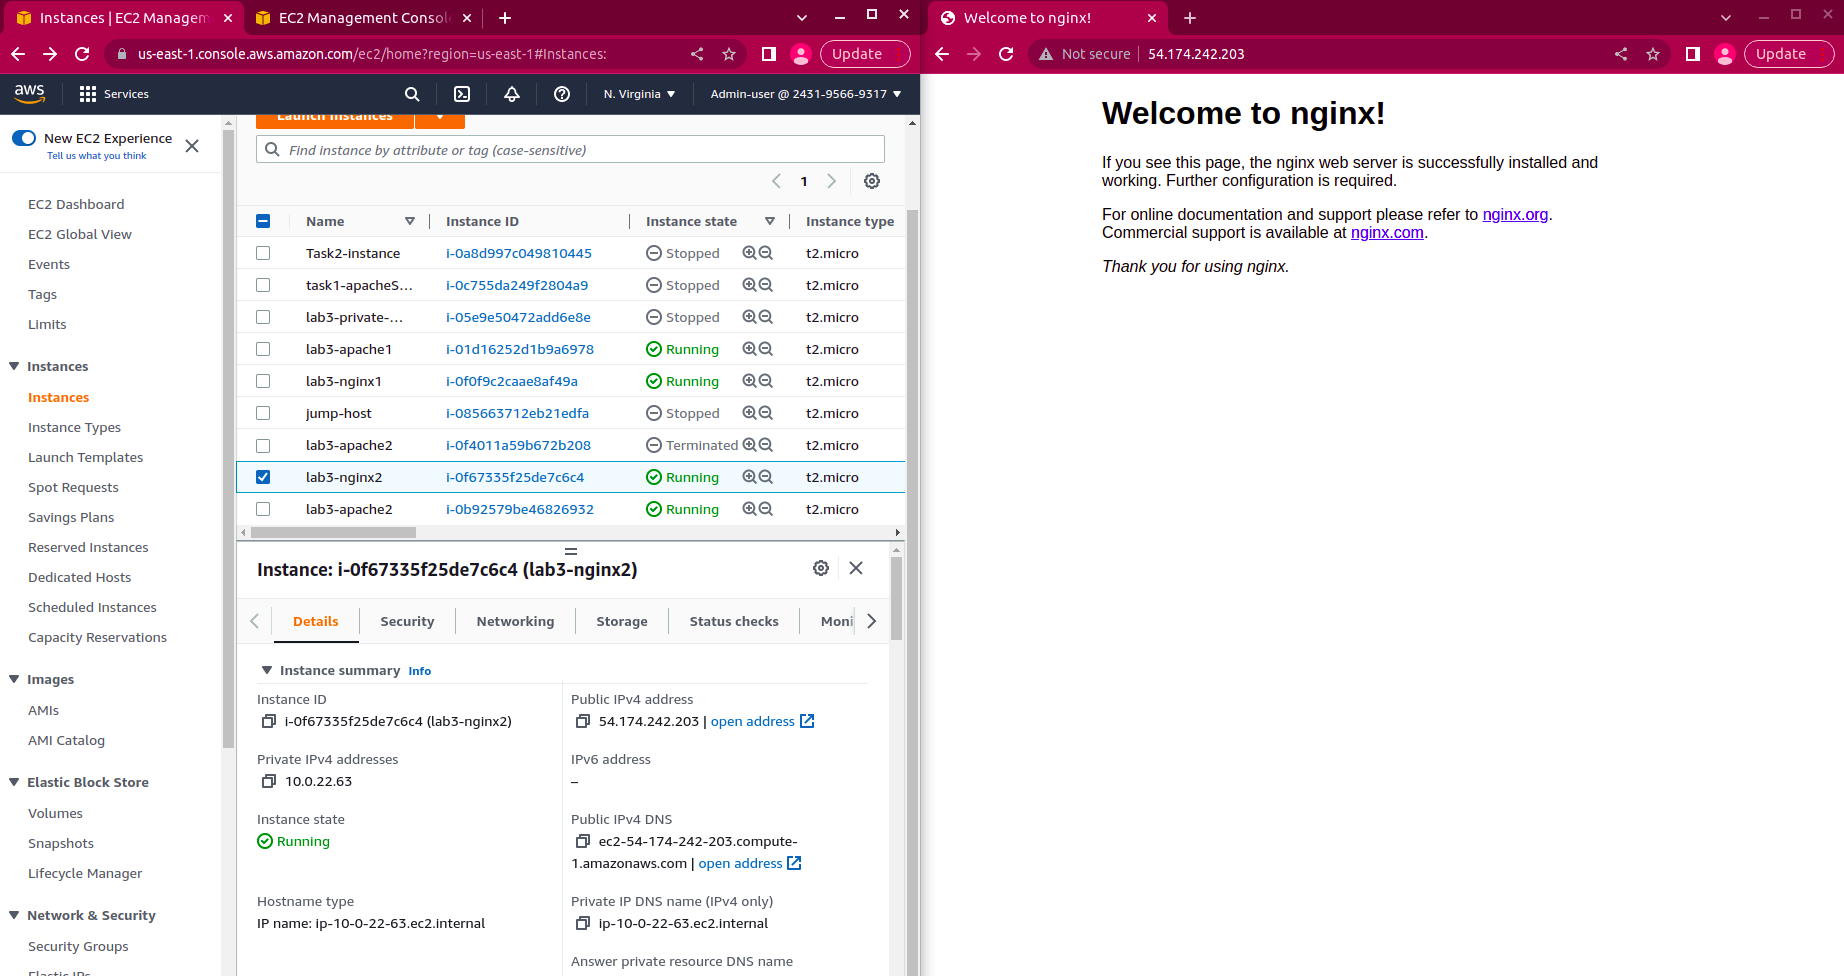 Instances | EC2 Managem
EC2 Management Consol
us-east-1.console.aws.amazon.com/ec2/home?region=us-east-1#Instances:
Update
aws
Services
N. Virginia
Admin-user @ 2431-9566-9317
New EC2 Experience
Tell us what you think
EC2 Dashboard
EC2 Global View
Events
Tags
Limits
Instances
Instances
Instance Types
Launch Templates
Spot Requests
Savings Plans
Reserved Instances
Dedicated Hosts
Scheduled Instances
Capacity Reservations
Images
AMIs
AMI Catalog
Elastic Block Store
Volumes
Snapshots
Lifecycle Manager
Network & Security
Security Groups
Elastic IPs
Launch Instances
Find instance by attribute or tag (case-sensitive)
1
Name Instance ID Instance state Instance type
Task2-instance i-0a8d997c049810445 Stopped t2.micro
task1-apacheS... i-0c755da249f2804a9 Stopped t2.micro
lab3-private-... i-05e9e50472add6e8e Stopped t2.micro
lab3-apache1 i-01d16252d1b9a6978 Running t2.micro
lab3-nginx1 i-0f0f9c2caae8af49a Running t2.micro
jump-host i-085663712eb21edfa Stopped t2.micro
lab3-apache2 i-0f4011a59b672b208 Terminated t2.micro
lab3-nginx2 i-0f67335f25de7c6c4 Running t2.micro
lab3-apache2 i-0b92579be46826932 Running t2.micro
Instance: i-0f67335f25de7c6c4 (lab3-nginx2)
Details Security Networking Storage Status checks Moni
Instance summary Info
Instance ID
i-0f67335f25de7c6c4 (lab3-nginx2)
Public IPv4 address
54.174.242.203 | open address
Private IPv4 addresses
10.0.22.63
IPv6 address
–
Instance state
Running
Public IPv4 DNS
ec2-54-174-242-203.compute-
1.amazonaws.com | open address
Hostname type
IP name: ip-10-0-22-63.ec2.internal
Private IP DNS name (IPv4 only)
ip-10-0-22-63.ec2.internal
Answer private resource DNS name
Welcome to nginx!
Not secure | 54.174.242.203
Update
Welcome to nginx!
If you see this page, the nginx web server is successfully installed and
working. Further configuration is required.
For online documentation and support please refer to nginx.org.
Commercial support is available at nginx.com.
Thank you for using nginx.